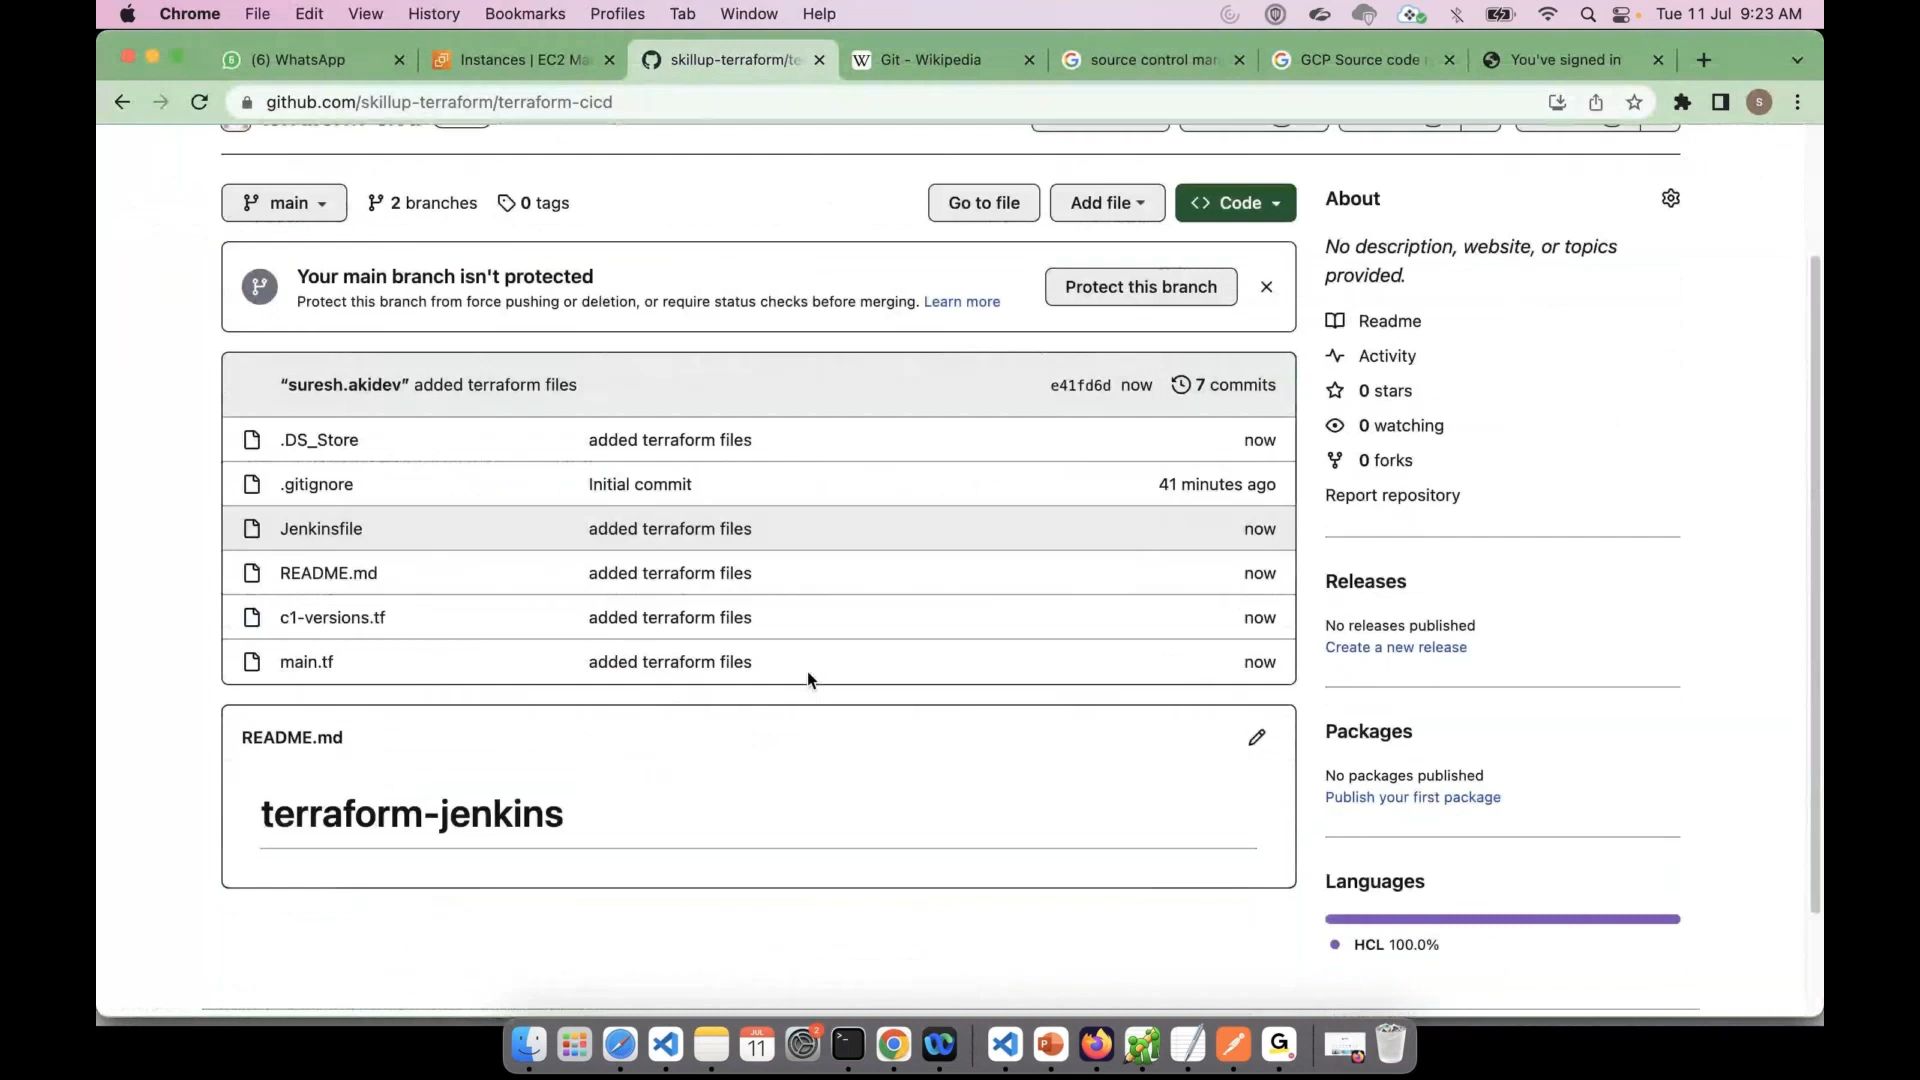 Chrome File Edit View History Bookmarks Profiles Tab Window Help Tue 11 Jul 9:23 AM
(6) WhatsApp Instances | EC2 Ma skillup-terraform/te Git - Wikipedia source control man GCP Source code r You've signed in
github.com/skillup-terraform/terraform-cicd S
main 2 branches 0 tags Go to file Add file <> Code
About
No description, website, or topics
provided.
Your main branch isn't protected
Protect this branch from force pushing or deletion, or require status checks before merging. Learn more
Protect this branch
Readme
Activity
0 stars
0 watching
0 forks
Report repository
“suresh.akidev” added terraform files e41fd6d now 7 commits
.DS_Store added terraform files now
.gitignore Initial commit 41 minutes ago
Jenkinsfile added terraform files now
README.md added terraform files now
c1-versions.tf added terraform files now
main.tf added terraform files now
Releases
No releases published
Create a new release
README.md
terraform-jenkins
Packages
No packages published
Publish your first package
Languages
HCL 100.0%
JUL
11
2